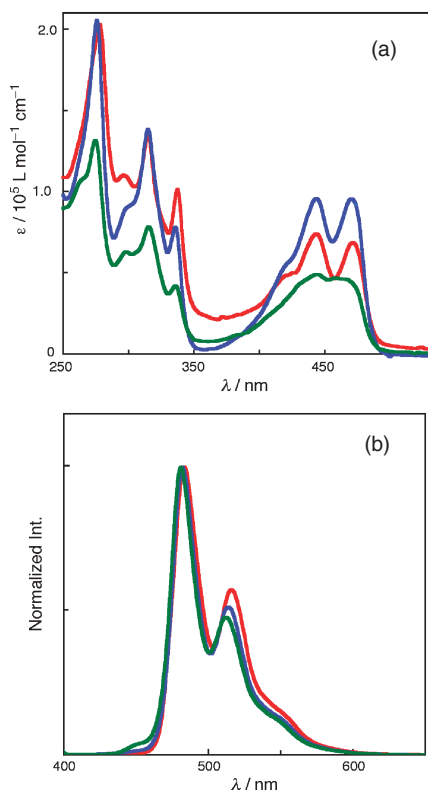 (a)
2.0
1.0
0
ε / 10⁵ L mol⁻¹ cm⁻¹
250 350 450
λ / nm
(b)
Normalized Int.
400 500 600
λ / nm